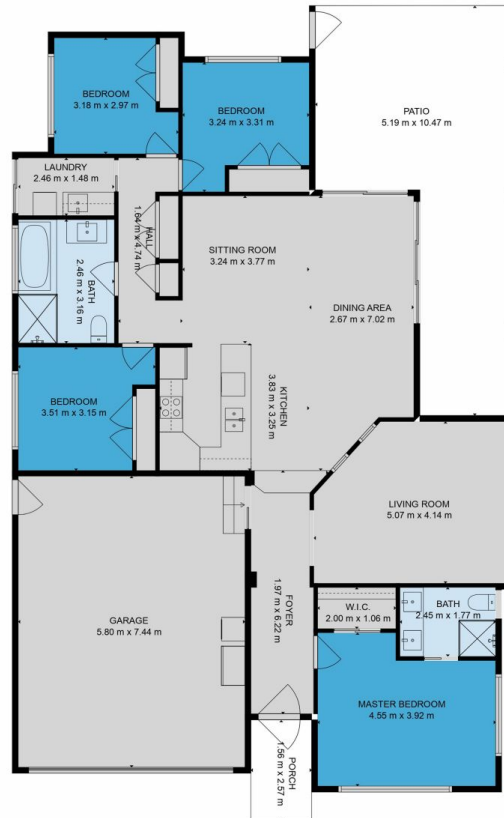 BEDROOM
3.18 m x 2.97 m
BEDROOM
3.24 m x 3.31 m
PATIO
5.19 m x 10.47 m
LAUNDRY
2.46 m x 1.48 m
HALL
1.64 m x 4.74 m
SITTING ROOM
3.24 m x 3.77 m
BATH
2.46 m x 3.16 m
DINING AREA
2.67 m x 7.02 m
BEDROOM
3.51 m x 3.15 m
KITCHEN
3.83 m x 3.25 m
LIVING ROOM
5.07 m x 4.14 m
GARAGE
5.80 m x 7.44 m
FOYER
1.97 m x 6.22 m
W.I.C.
2.00 m x 1.06 m
BATH
2.45 m x 1.77 m
MASTER BEDROOM
4.55 m x 3.92 m
PORCH
1.56 m x 2.57 m